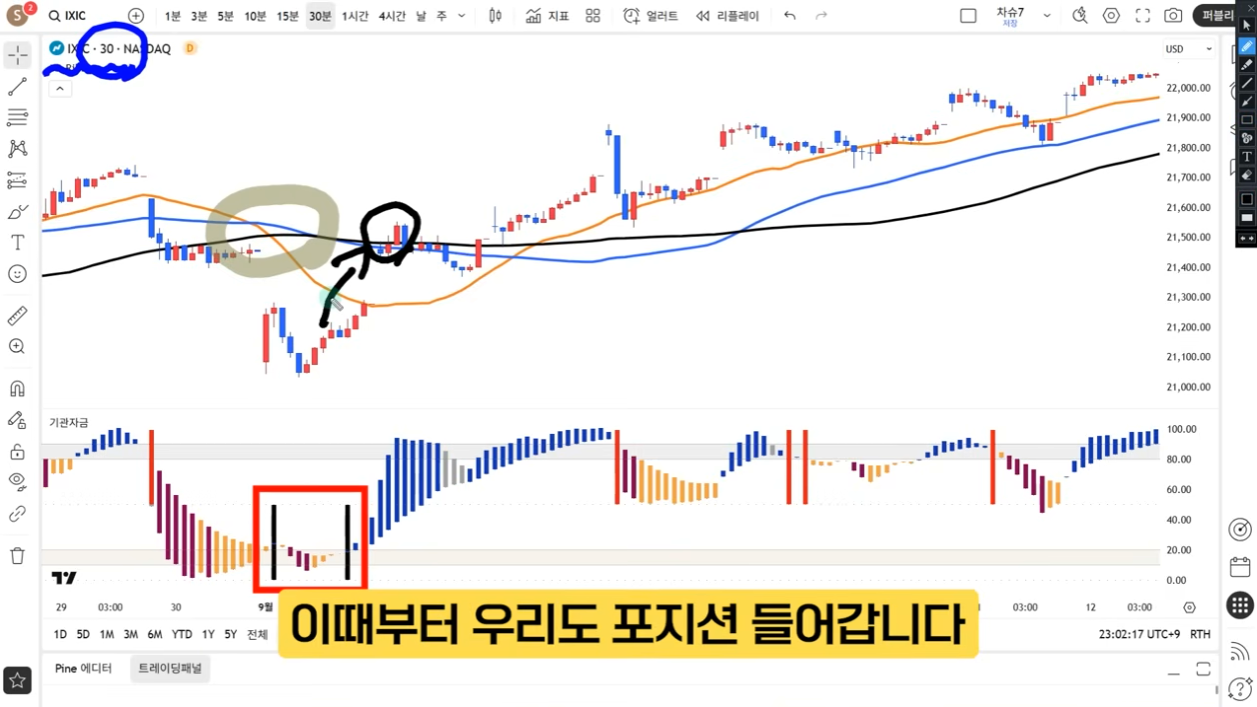 S 2 IXIC 1분 3분 5분 10분 15분 30분 1시간 4시간 날 주 지표 얼러트 리플레이 차슈7 저장 퍼블리
IXIC · 30 · NASDAQ D
USD
22,000.00
21,900.00
21,800.00
21,700.00
21,600.00
21,500.00
21,400.00
21,300.00
21,200.00
21,100.00
21,000.00
기관자금
100.00
80.00
60.00
40.00
20.00
0.00
29 03:00 30 9월 03:00 12 03:00
이때부터 우리도 포지션 들어갑니다
1D 5D 1M 3M 6M YTD 1Y 5Y 전체 23:02:17 UTC+9 RTH
Pine 에디터 트레이딩패널